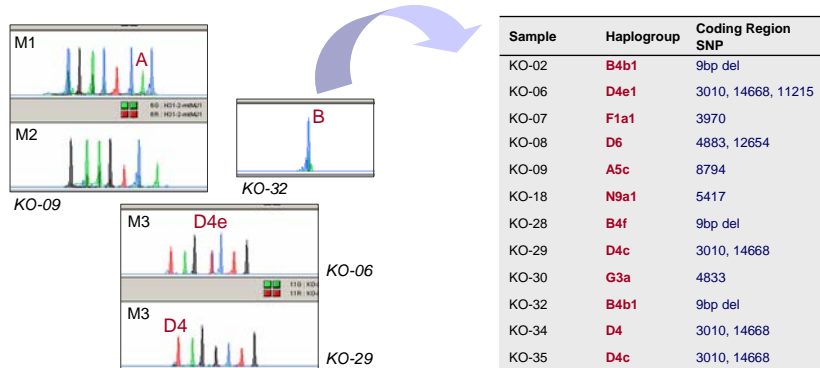 M1
A
M2
KO-09
B
KO-32
M3
D4e
KO-06
M3
D4
KO-29
Sample Haplogroup Coding Region SNP
KO-02 B4b1 9bp del
KO-06 D4e1 3010, 14668, 11215
KO-07 F1a1 3970
KO-08 D6 4883, 12654
KO-09 A5c 8794
KO-18 N9a1 5417
KO-28 B4f 9bp del
KO-29 D4c 3010, 14668
KO-30 G3a 4833
KO-32 B4b1 9bp del
KO-34 D4 3010, 14668
KO-35 D4c 3010, 14668